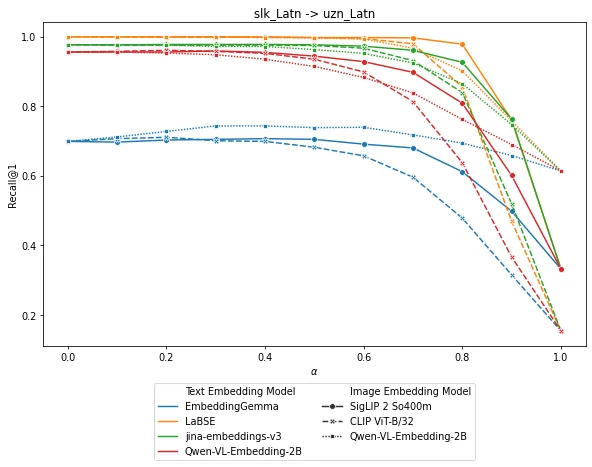 slk_Latn -> uzn_Latn
1.0
0.8
0.6
0.4
0.2
Recall@1
0.0 0.2 0.4 0.6 0.8 1.0
α
Text Embedding Model
EmbeddingGemma
LaBSE
jina-embeddings-v3
Qwen-VL-Embedding-2B
Image Embedding Model
SigLIP 2 So400m
CLIP ViT-B/32
Qwen-VL-Embedding-2B